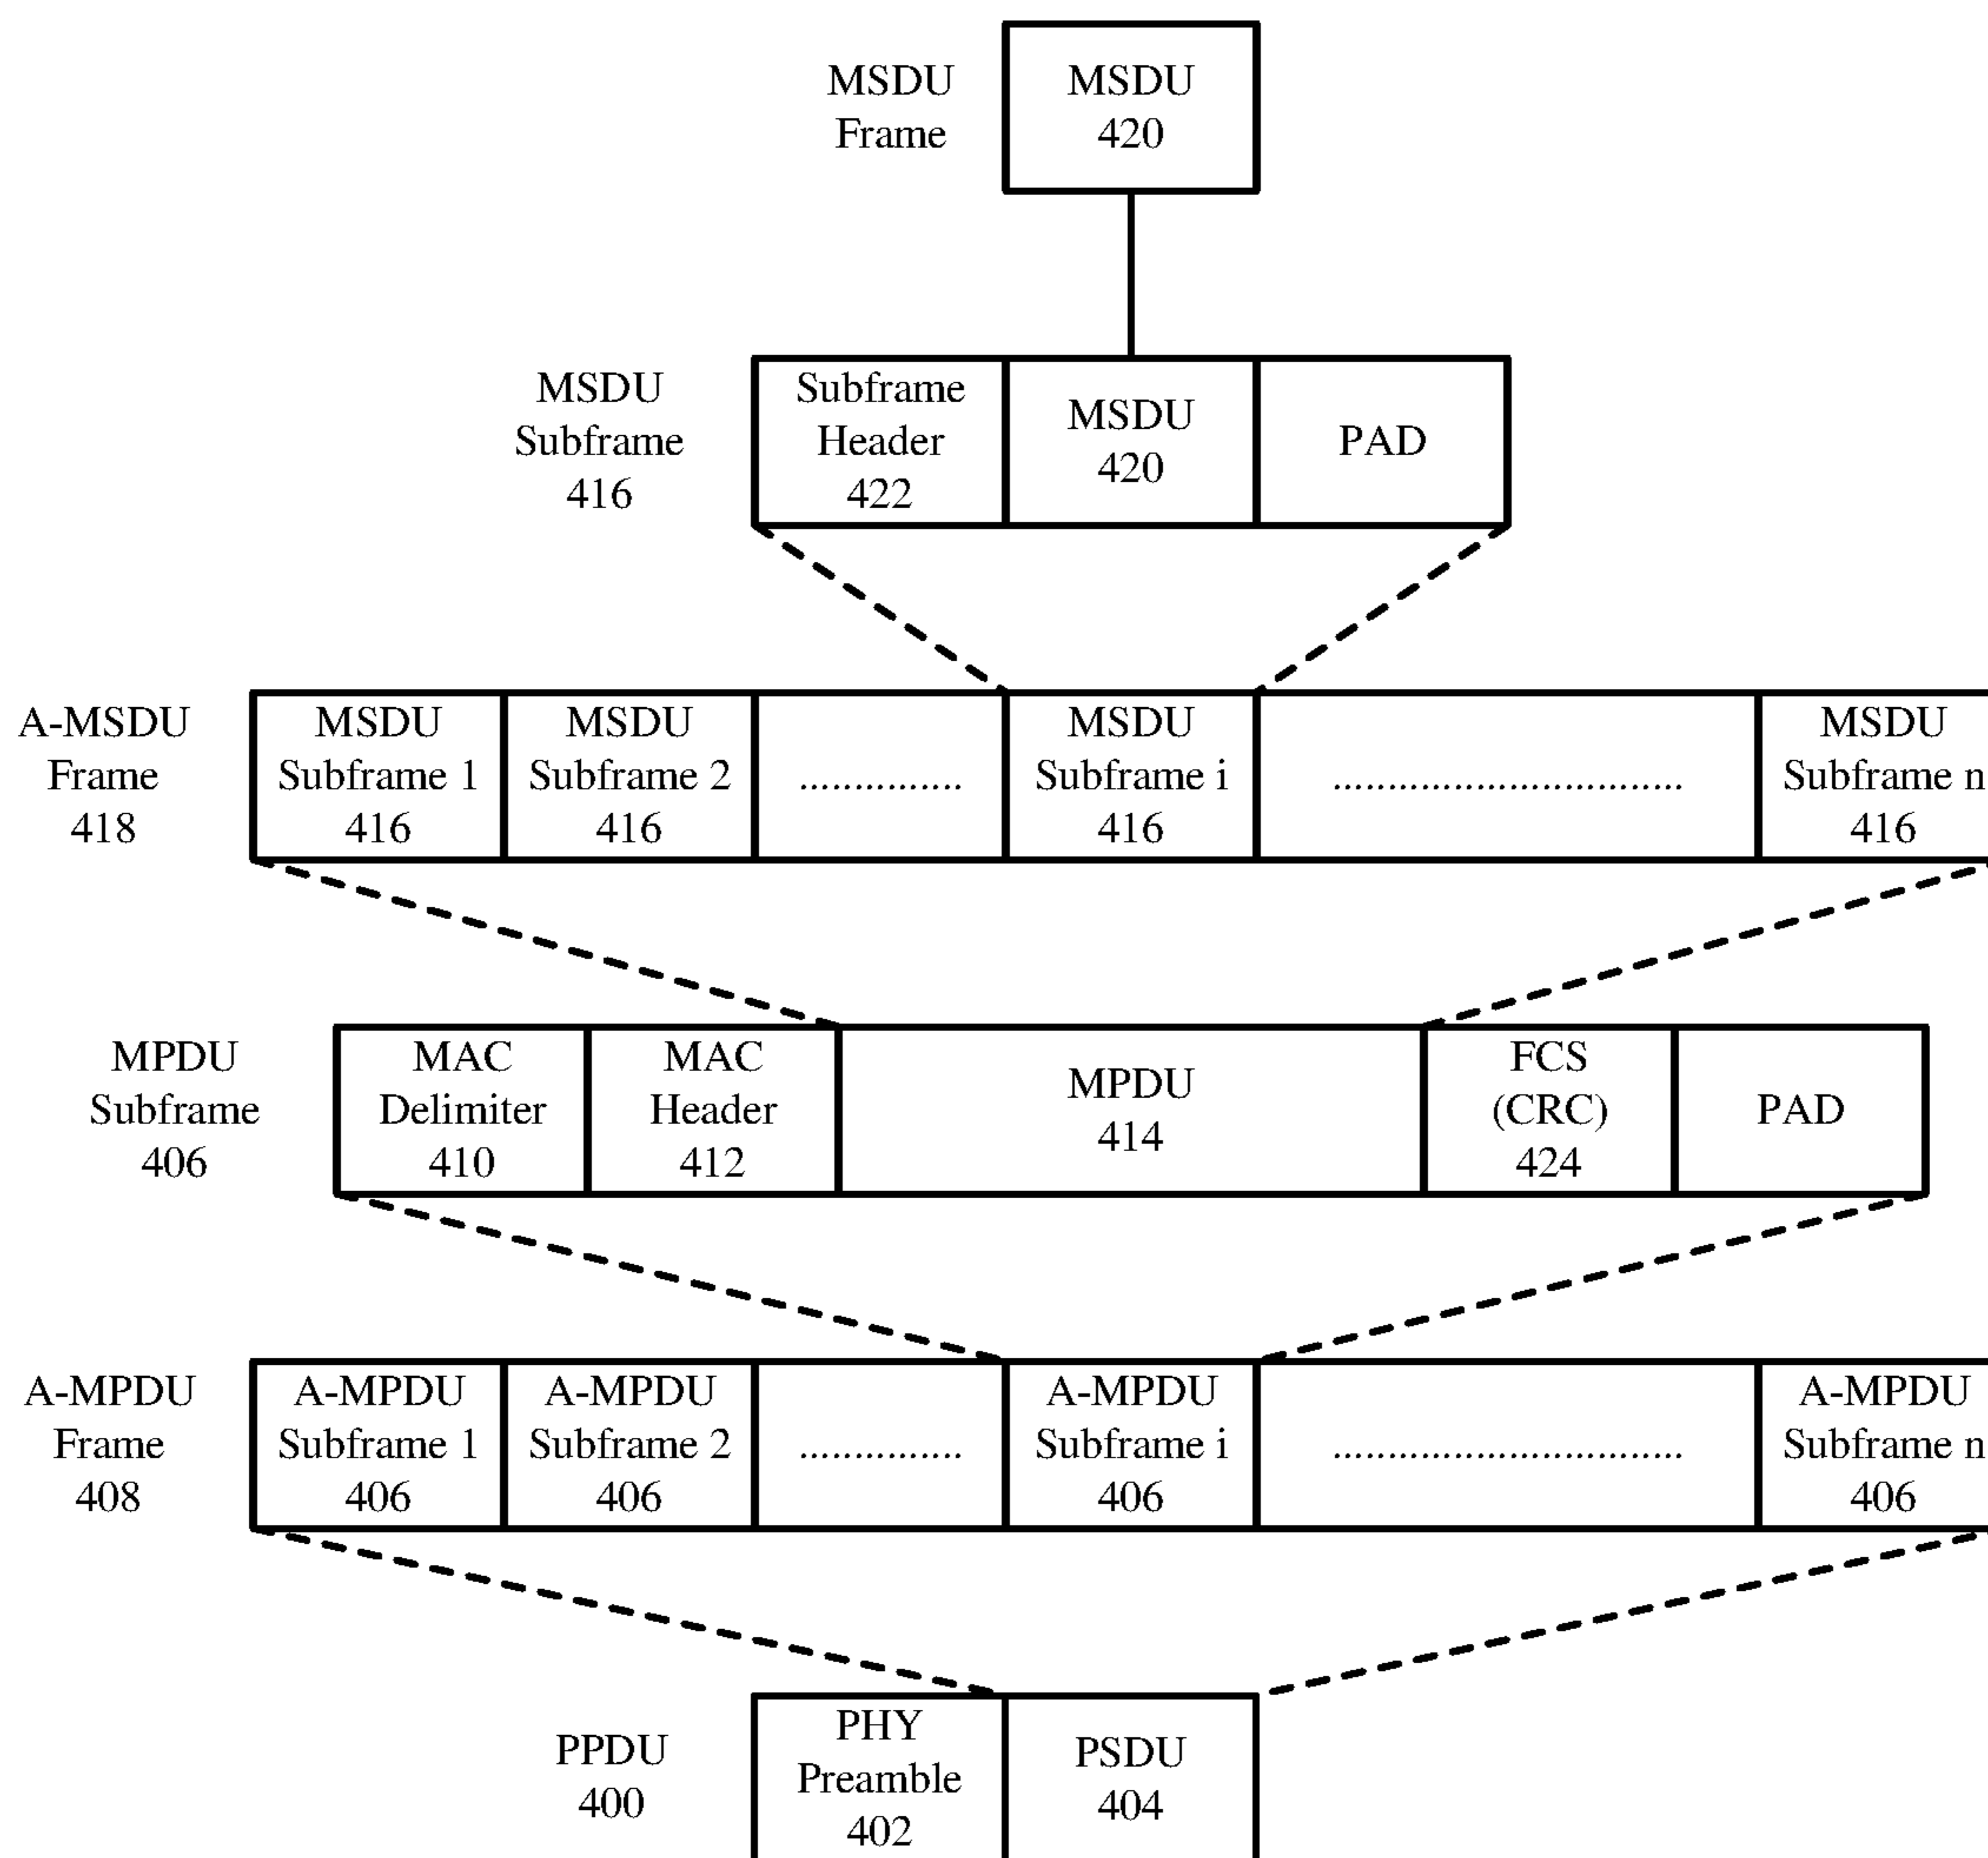 MSDU
Frame
MSDU
420
MSDU
Subframe
416
Subframe
Header
422
MSDU
420
PAD
A-MSDU
Frame
418
MSDU
Subframe 1
416
MSDU
Subframe 2
416
...............
MSDU
Subframe i
416
................................
MSDU
Subframe n
416
MPDU
Subframe
406
MAC
Delimiter
410
MAC
Header
412
MPDU
414
FCS
(CRC)
424
PAD
A-MPDU
Frame
408
A-MPDU
Subframe 1
406
A-MPDU
Subframe 2
406
...............
A-MPDU
Subframe i
406
................................
A-MPDU
Subframe n
406
PPDU
400
PHY
Preamble
402
PSDU
404